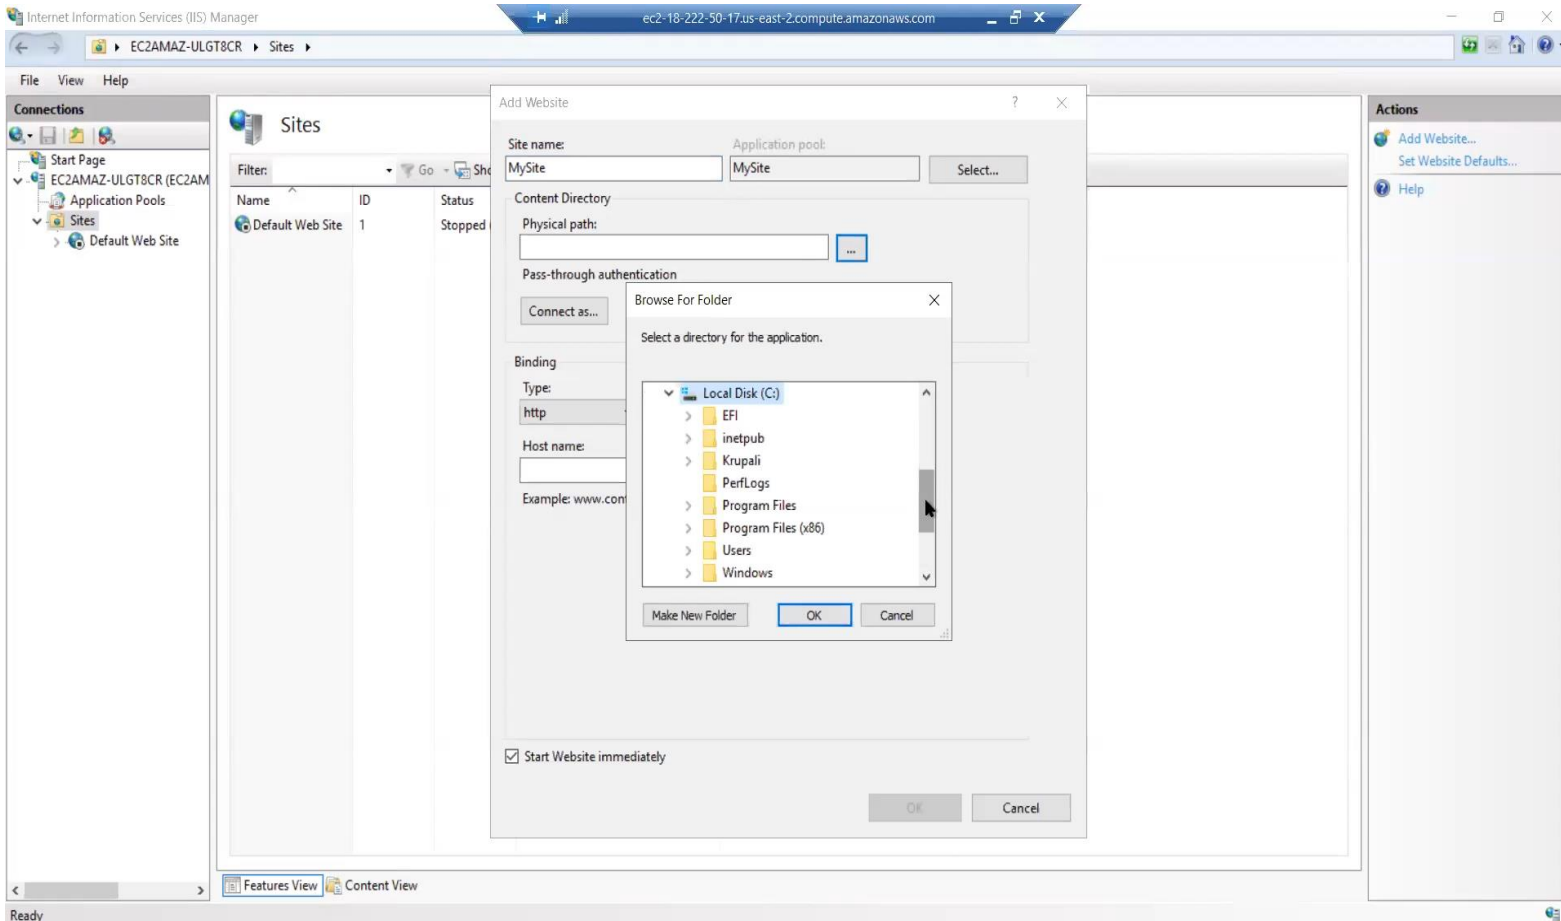 Internet Information Services (IIS) Manager
ec2-18-222-50-17.us-east-2.compute.amazonaws.com
EC2AMAZ-ULGT8CR
Sites
File View Help
Connections
Start Page
EC2AMAZ-ULGT8CR (EC2AM
Application Pools
Sites
Default Web Site
Sites
Filter: Go Sho
Name ID Status
Default Web Site 1 Stopped
Add Website ?
Site name: Application pool:
MySite MySite Select...
Content Directory
Physical path:
...
Pass-through authentication
Connect as...
Binding
Type:
http
Host name:
Example: www.con
Browse For Folder
Select a directory for the application.
Local Disk (C:)
EFI
inetpub
Krupali
PerfLogs
Program Files
Program Files (x86)
Users
Windows
Make New Folder OK Cancel
Start Website immediately
OK Cancel
Actions
Add Website...
Set Website Defaults...
Help
Features View Content View
Ready